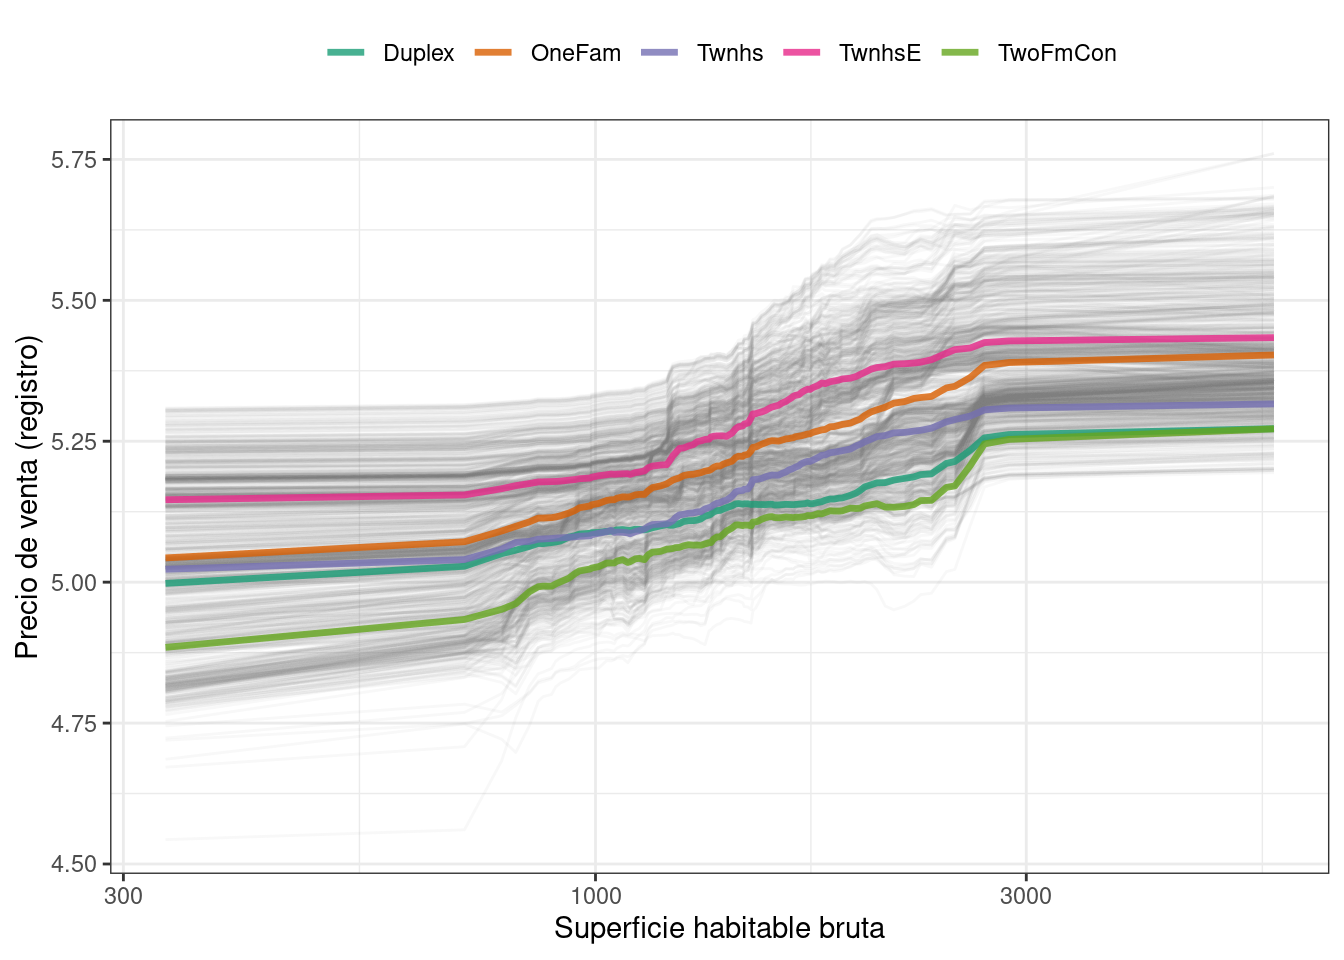 Duplex OneFam Twnhs TwnhsE TwoFmCon
5.75
5.50
5.25
5.00
4.75
4.50
Precio de venta (registro)
300 1000 3000
Superficie habitable bruta